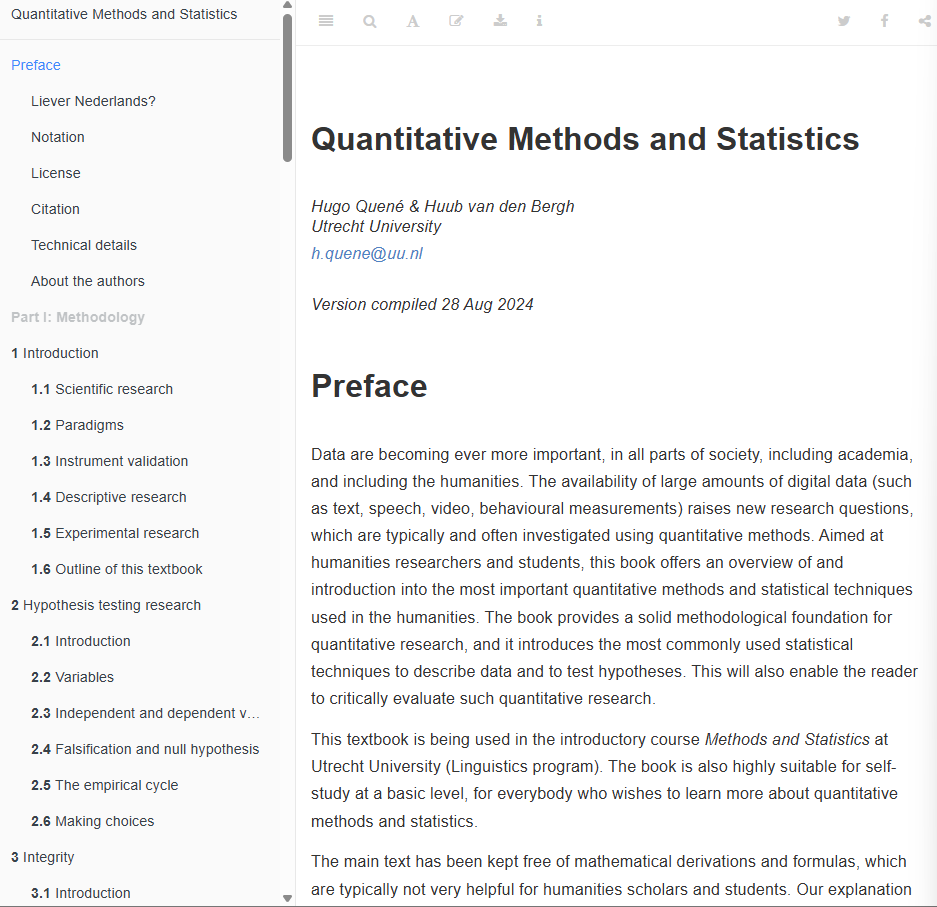 Quantitative Methods and Statistics
Preface
Liever Nederlands?
Notation
License
Citation
Technical details
About the authors
Part I: Methodology
1 Introduction
1.1 Scientific research
1.2 Paradigms
1.3 Instrument validation
1.4 Descriptive research
1.5 Experimental research
1.6 Outline of this textbook
2 Hypothesis testing research
2.1 Introduction
2.2 Variables
2.3 Independent and dependent v…
2.4 Falsification and null hypothesis
2.5 The empirical cycle
2.6 Making choices
3 Integrity
3.1 Introduction
Quantitative Methods and Statistics
Hugo Quené & Huub van den Bergh
Utrecht University
h.quene@uu.nl
Version compiled 28 Aug 2024
Preface
Data are becoming ever more important, in all parts of society, including academia,
and including the humanities. The availability of large amounts of digital data (such
as text, speech, video, behavioural measurements) raises new research questions,
which are typically and often investigated using quantitative methods. Aimed at
humanities researchers and students, this book offers an overview of and
introduction into the most important quantitative methods and statistical techniques
used in the humanities. The book provides a solid methodological foundation for
quantitative research, and it introduces the most commonly used statistical
techniques to describe data and to test hypotheses. This will also enable the reader
to critically evaluate such quantitative research.
This textbook is being used in the introductory course Methods and Statistics at
Utrecht University (Linguistics program). The book is also highly suitable for self-
study at a basic level, for everybody who wishes to learn more about quantitative
methods and statistics.
The main text has been kept free of mathematical derivations and formulas, which
are typically not very helpful for humanities scholars and students. Our explanation